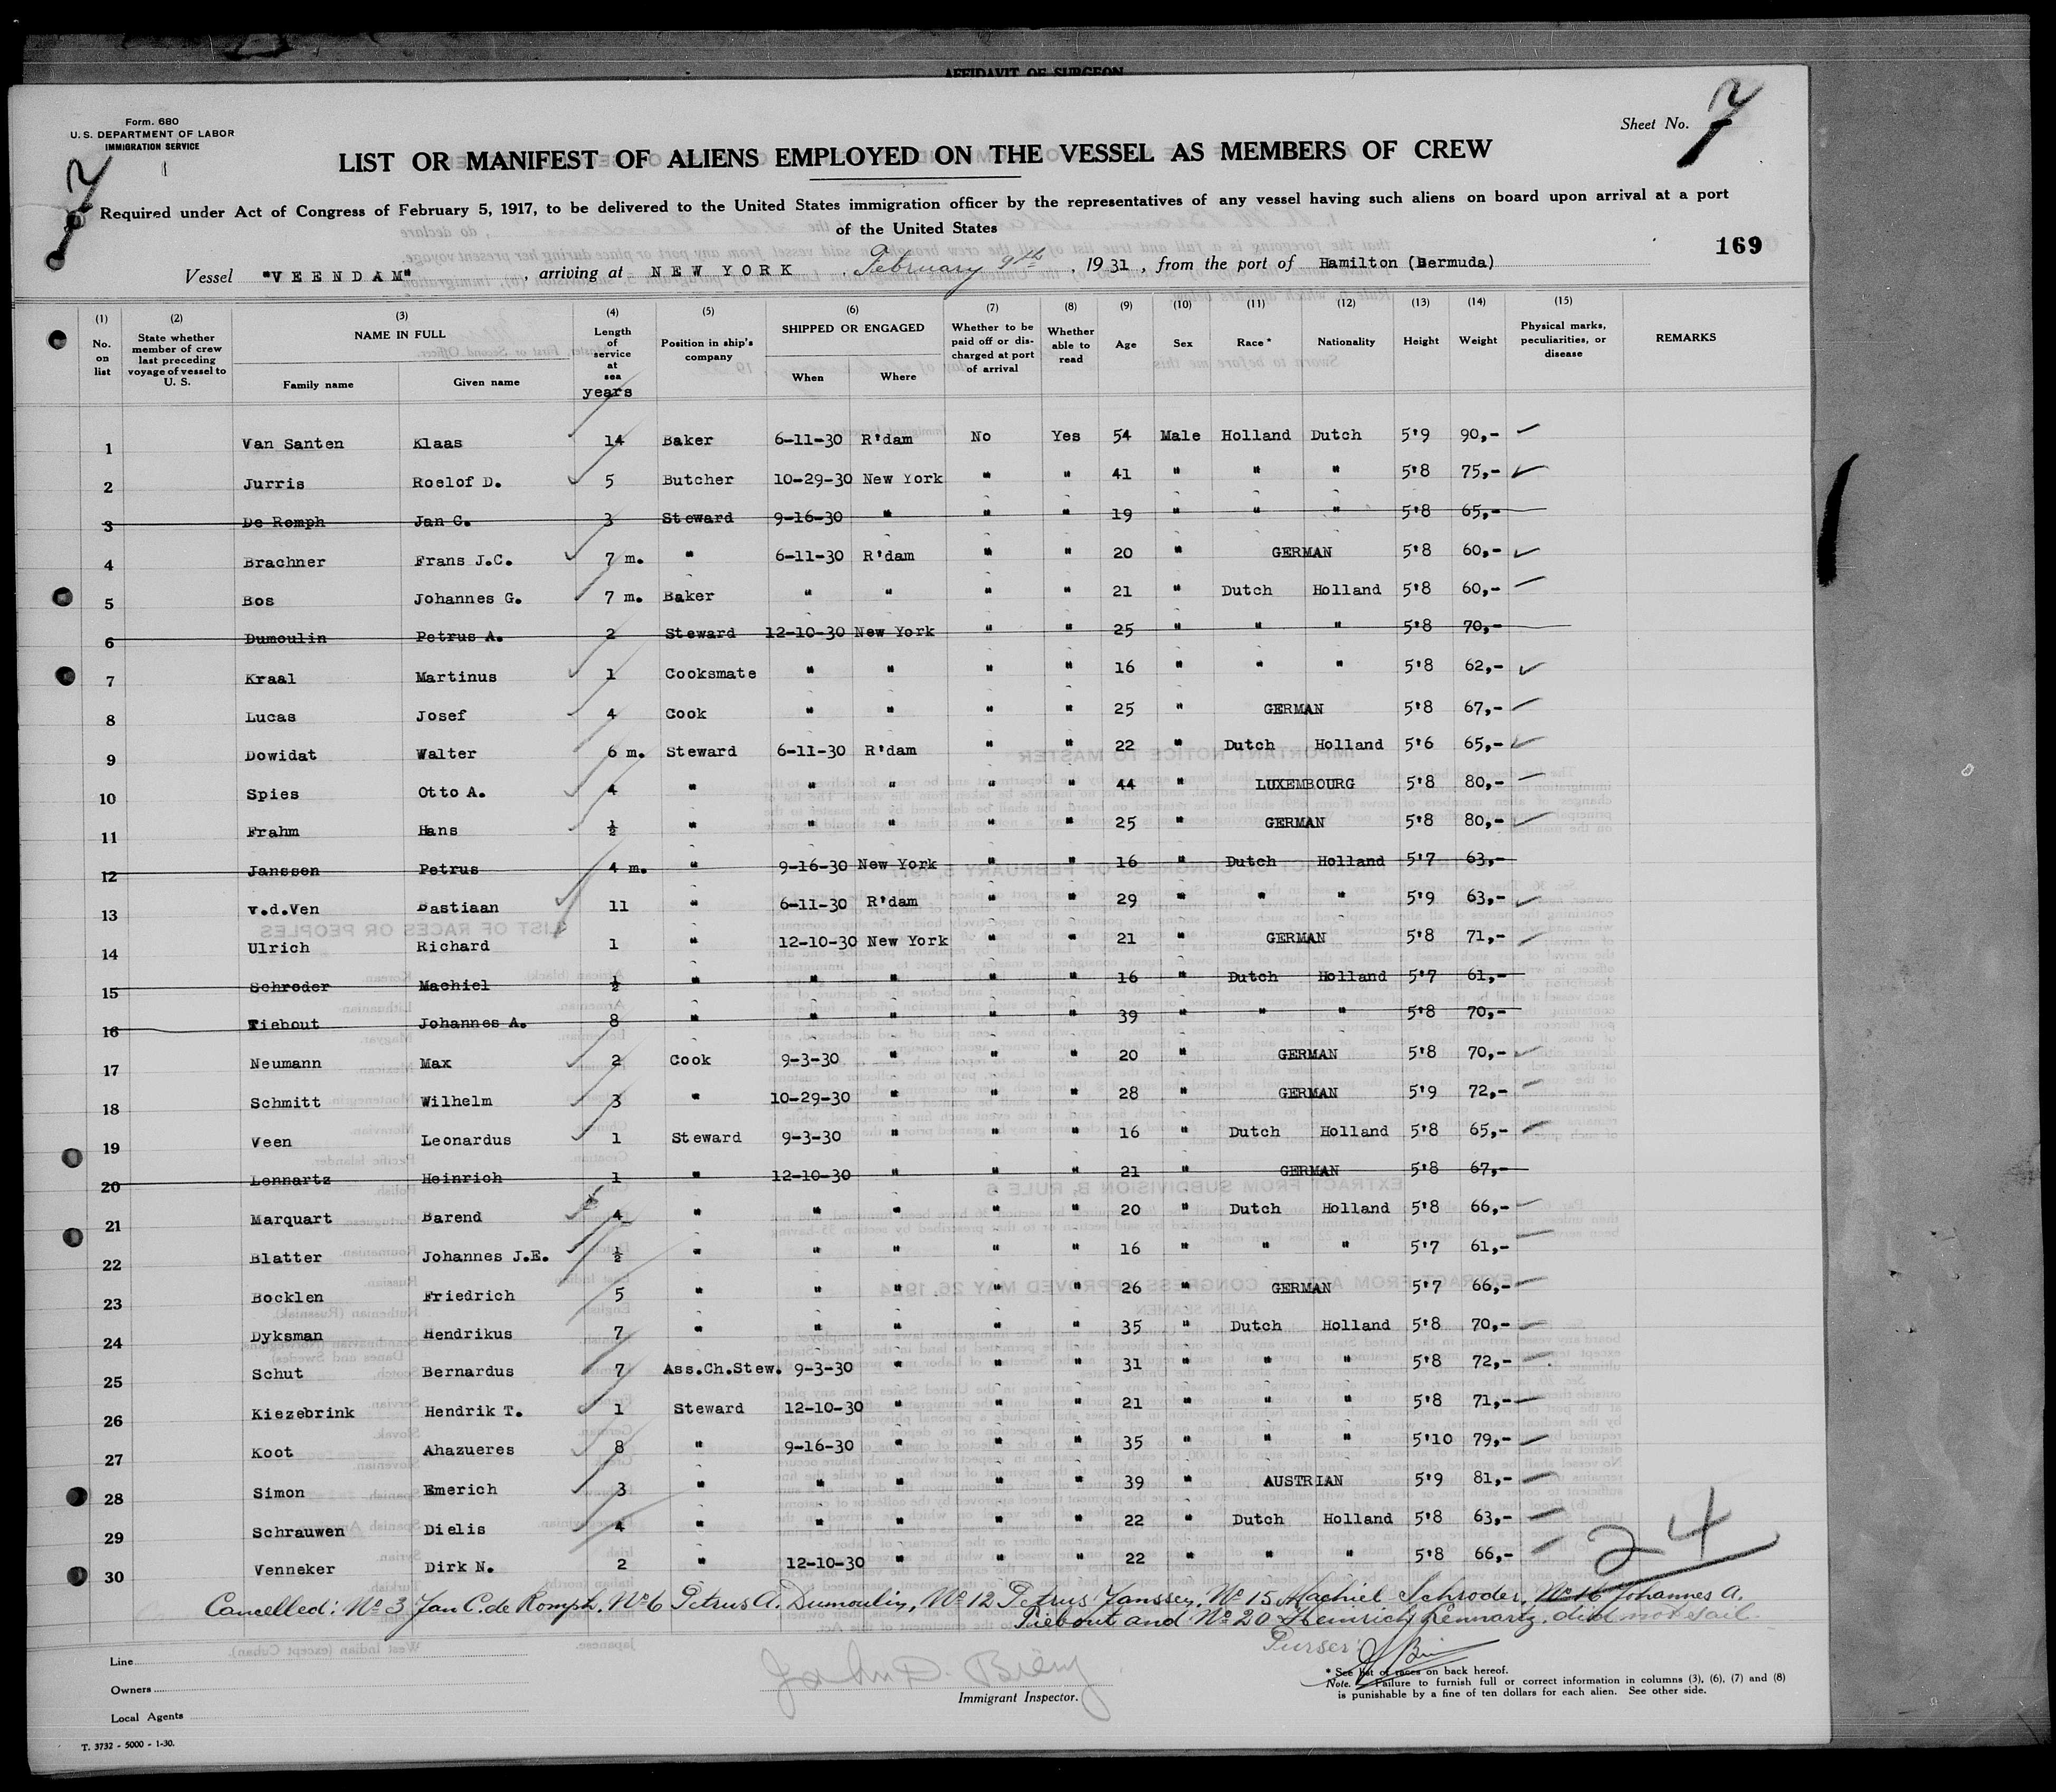 AFFIDAVIT OF SURGEON
Form. 680
U. S. DEPARTMENT OF LABOR
IMMIGRATION SERVICE
Sheet No. 7
LIST OR MANIFEST OF ALIENS EMPLOYED ON THE VESSEL AS MEMBERS OF CREW
Required under Act of Congress of February 5, 1917, to be delivered to the United States immigration officer by the representatives of any vessel having such aliens on board upon arrival at a port
of the United States
169
Vessel "VEENDAM", arriving at NEW YORK, February 9th, 1931, from the port of Hamilton (Bermuda)
(1) No. on list (2) State whether member of crew last preceding voyage of vessel to U. S. (3) NAME IN FULL Family name Given name (4) Length of service at sea years (5) Position in ship's company (6) SHIPPED OR ENGAGED When Where (7) Whether to be paid off or discharged at port of arrival (8) Whether able to read (9) Age (10) Sex (11) Race* (12) Nationality (13) Height (14) Weight (15) Physical marks, peculiarities, or disease REMARKS
1 Van Santen Klaas 14 Baker 6-11-30 R'dam No Yes 54 Male Holland Dutch 5'9 90,-
2 Jurris Roelof D. 5 Butcher 10-29-30 New York " " 41 " " " 5'8 75,-
3 De Romph Jan C. 3 Steward 9-16-30 " " " 19 " " " 5'8 65,-
4 Brachner Frans J.C. 7 m. " 6-11-30 R'dam " " 20 " GERMAN 5'8 60,-
5 Bos Johannes G. 7 m. Baker " " " " 21 " Dutch Holland 5'8 60,-
6 Dumoulin Petrus A. 2 Steward 12-10-30 New York " " 25 " " " 5'8 70,-
7 Kraal Martinus 1 Cooksmate " " " " 16 " " " 5'8 62,-
8 Lucas Josef 4 Cook " " " " 25 " GERMAN 5'8 67,-
9 Dowidat Walter 6 m. Steward 6-11-30 R'dam " " 22 " Dutch Holland 5'6 65,-
10 Spies Otto A. 4 " " " " " 44 " LUXEMBOURG 5'8 80,-
11 Frahm Hans ½ " " " " " 25 " GERMAN 5'8 80,-
12 Janssen Petrus 4 m. " 9-16-30 New York " " 16 " Dutch Holland 5'7 63,-
13 v.d.Ven Bastiaan 11 " 6-11-30 R'dam " " 29 " " " 5'9 63,-
14 Ulrich Richard 1 " 12-10-30 New York " " 21 " GERMAN 5'8 71,-
15 Schroder Machiel ½ " " " " " 16 " Dutch Holland 5'7 61,-
16 Tiebout Johannes A. 8 " " " " " 39 " " " 5'8 70,-
17 Neumann Max 2 Cook 9-3-30 " " " 20 " GERMAN 5'8 70,-
18 Schmitt Wilhelm 3 " 10-29-30 " " " 28 " GERMAN 5'9 72,-
19 Veen Leonardus 1 Steward 9-3-30 " " " 16 " Dutch Holland 5'8 65,-
20 Lennartz Heinrich 1 " 12-10-30 " " " 21 " GERMAN 5'8 67,-
21 Marquart Barend 4 " " " " " 20 " Dutch Holland 5'8 66,-
22 Blatter Johannes J.E. ½ " " " " " 16 " " " 5'7 61,-
23 Bocklen Friedrich 5 " " " " " 26 " GERMAN 5'7 66,-
24 Dyksman Hendrikus 7 " " " " " 35 " Dutch Holland 5'8 70,-
25 Schut Bernardus 7 Ass.Ch.Stew. 9-3-30 " " " 31 " " " 5'8 72,-
26 Kiezebrink Hendrik T. 1 Steward 12-10-30 " " " 21 " " " 5'8 71,-
27 Koot Ahazueres 8 " 9-16-30 " " " 35 " " " 5'10 79,-
28 Simon Emerich 3 " " " " " 39 " AUSTRIAN 5'9 81,-
29 Schrauwen Dielis 4 " " " " " 22 " Dutch Holland 5'8 63,-
30 Venneker Dirk N. 2 " 12-10-30 " " " 22 " " " 5'8 66,-
24
Cancelled: No 3 Jan C. de Romph, No 6 Petrus A. Dumoulin, No 12 Petrus Janssen, No 15 Machiel Schroder, No 16 Johannes A.
Tiebout and No 20 Heinrich Lennartz, did not sail.
Purser:
Line
Owners
Local Agents
Immigrant Inspector.
* See list of races on back hereof.
Note. Failure to furnish full or correct information in columns (3), (6), (7) and (8)
is punishable by a fine of ten dollars for each alien. See other side.
T. 3732 - 5000 - 1-30.